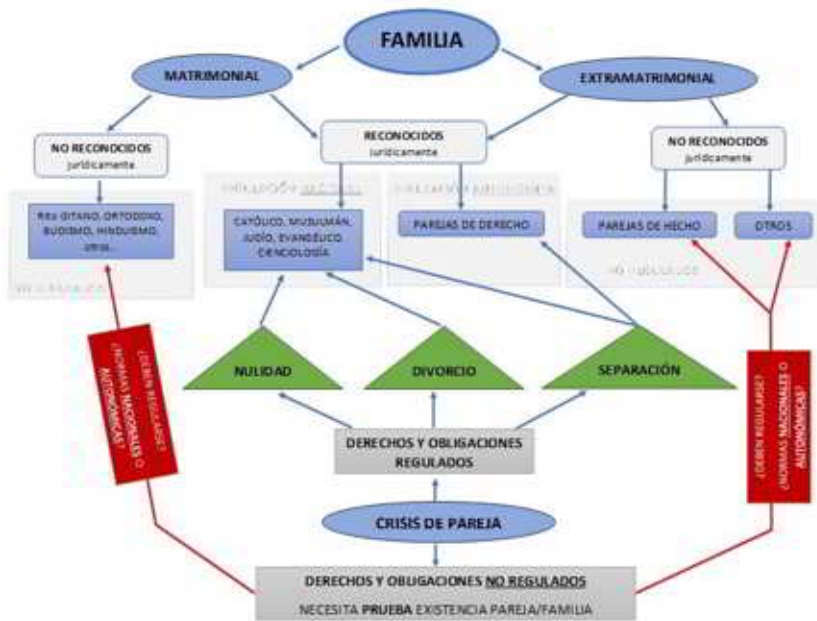 FAMILIA
MATRIMONIAL
EXTRAMATRIMONIAL
NO RECONOCIDOS
jurídicamente
RECONOCIDOS
jurídicamente
NO RECONOCIDOS
jurídicamente
Rito GITANO, ORTODOXO,
BUDISMO, HINDUISMO,
otros...
CATÓLICO, MUSULMÁN,
JUDÍO, EVANGÉLICO,
CIENCIOLOGÍA
PAREJAS DE DERECHO
PAREJAS DE HECHO
OTROS
NO REGULADOS
¿DEBEN REGULARSE?
¿NORMAS NACIONALES O
AUTONÓMICAS?
NULIDAD
DIVORCIO
SEPARACIÓN
¿DEBEN REGULARSE?
¿NORMAS NACIONALES O
AUTONÓMICAS?
DERECHOS Y OBLIGACIONES
REGULADOS
CRISIS DE PAREJA
DERECHOS Y OBLIGACIONES NO REGULADOS
NECESITA PRUEBA EXISTENCIA PAREJA/FAMILIA